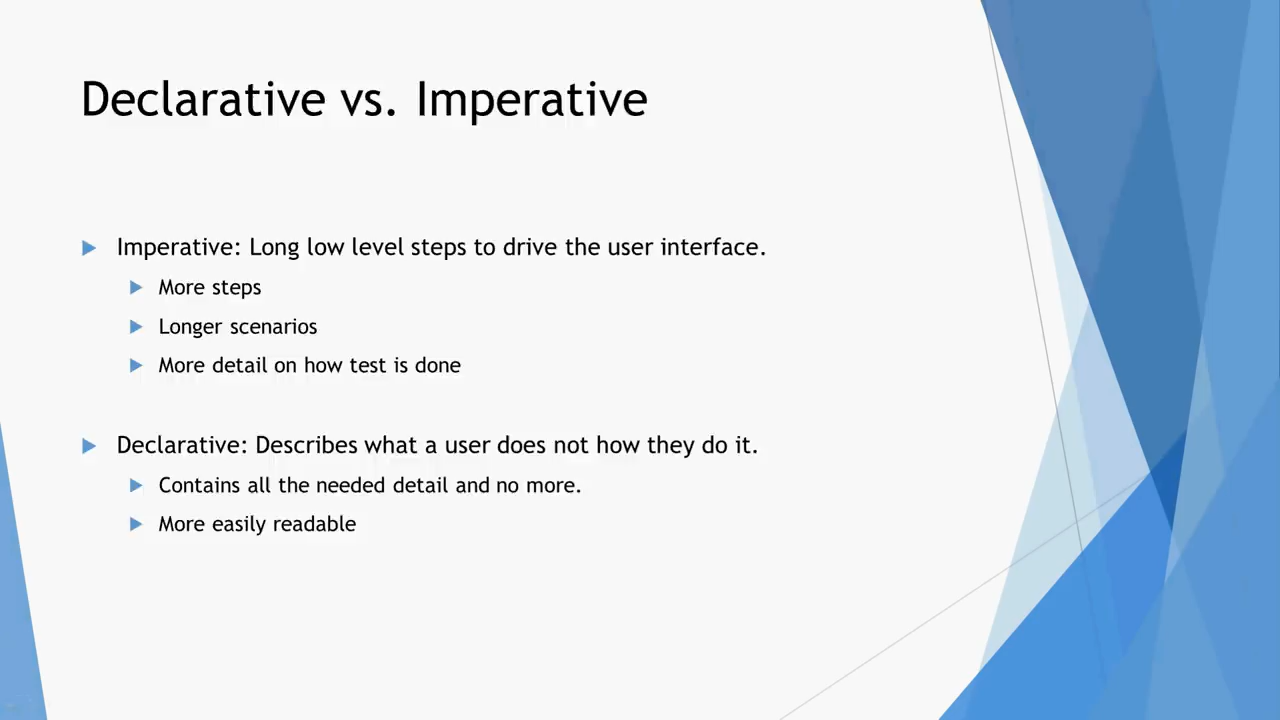 Declarative vs. Imperative
Imperative: Long low level steps to drive the user interface.
More steps
Longer scenarios
More detail on how test is done
Declarative: Describes what a user does not how they do it.
Contains all the needed detail and no more.
More easily readable